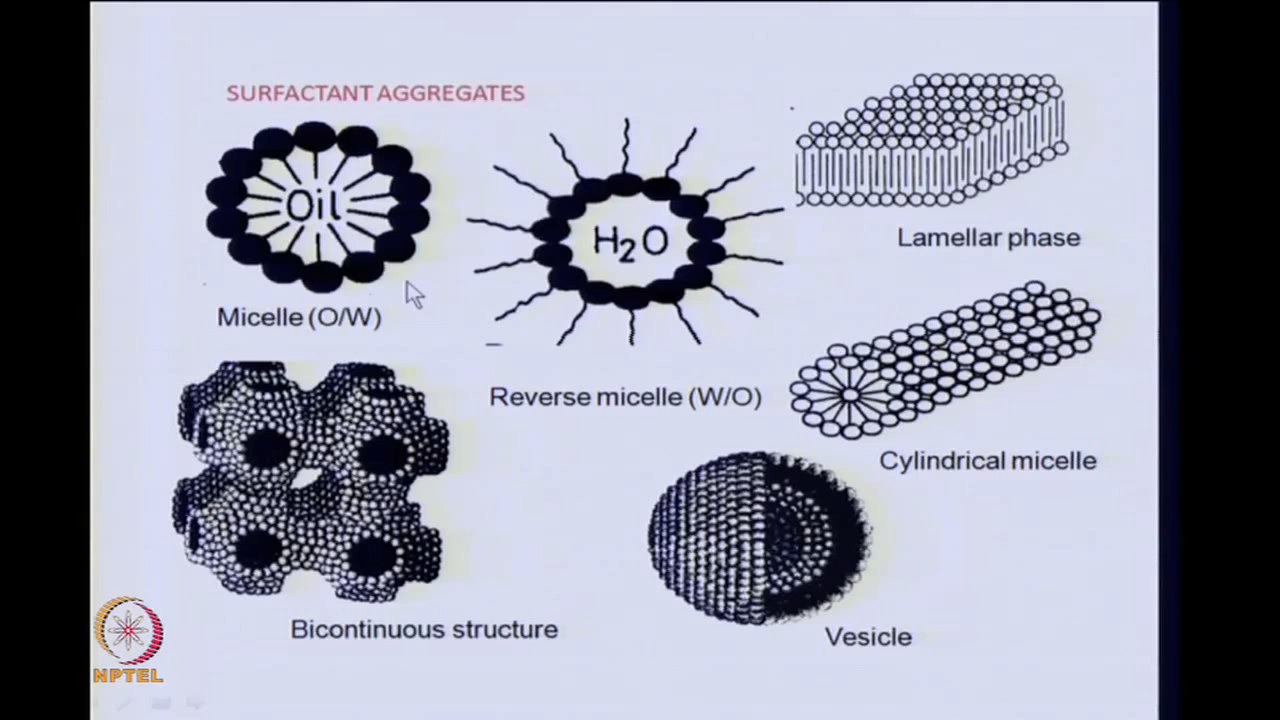 SURFACTANT AGGREGATES
Oil
H₂O
Lamellar phase
Micelle (O/W)
Reverse micelle (W/O)
Cylindrical micelle
Bicontinuous structure
Vesicle
NPTEL